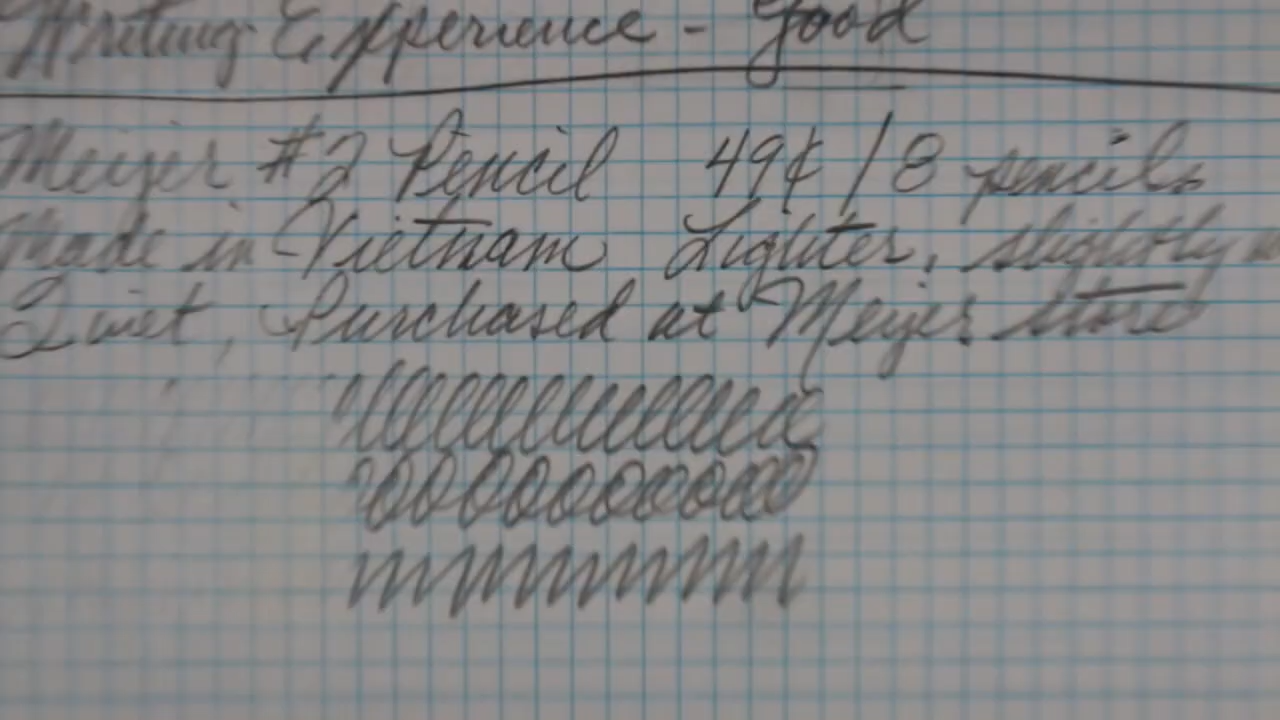 Writing Experience - Good
Meijer #2 Pencil 49¢ / 8 pencils
Made in Vietnam Lighter, slightly
Quiet, Purchased at Meijer store